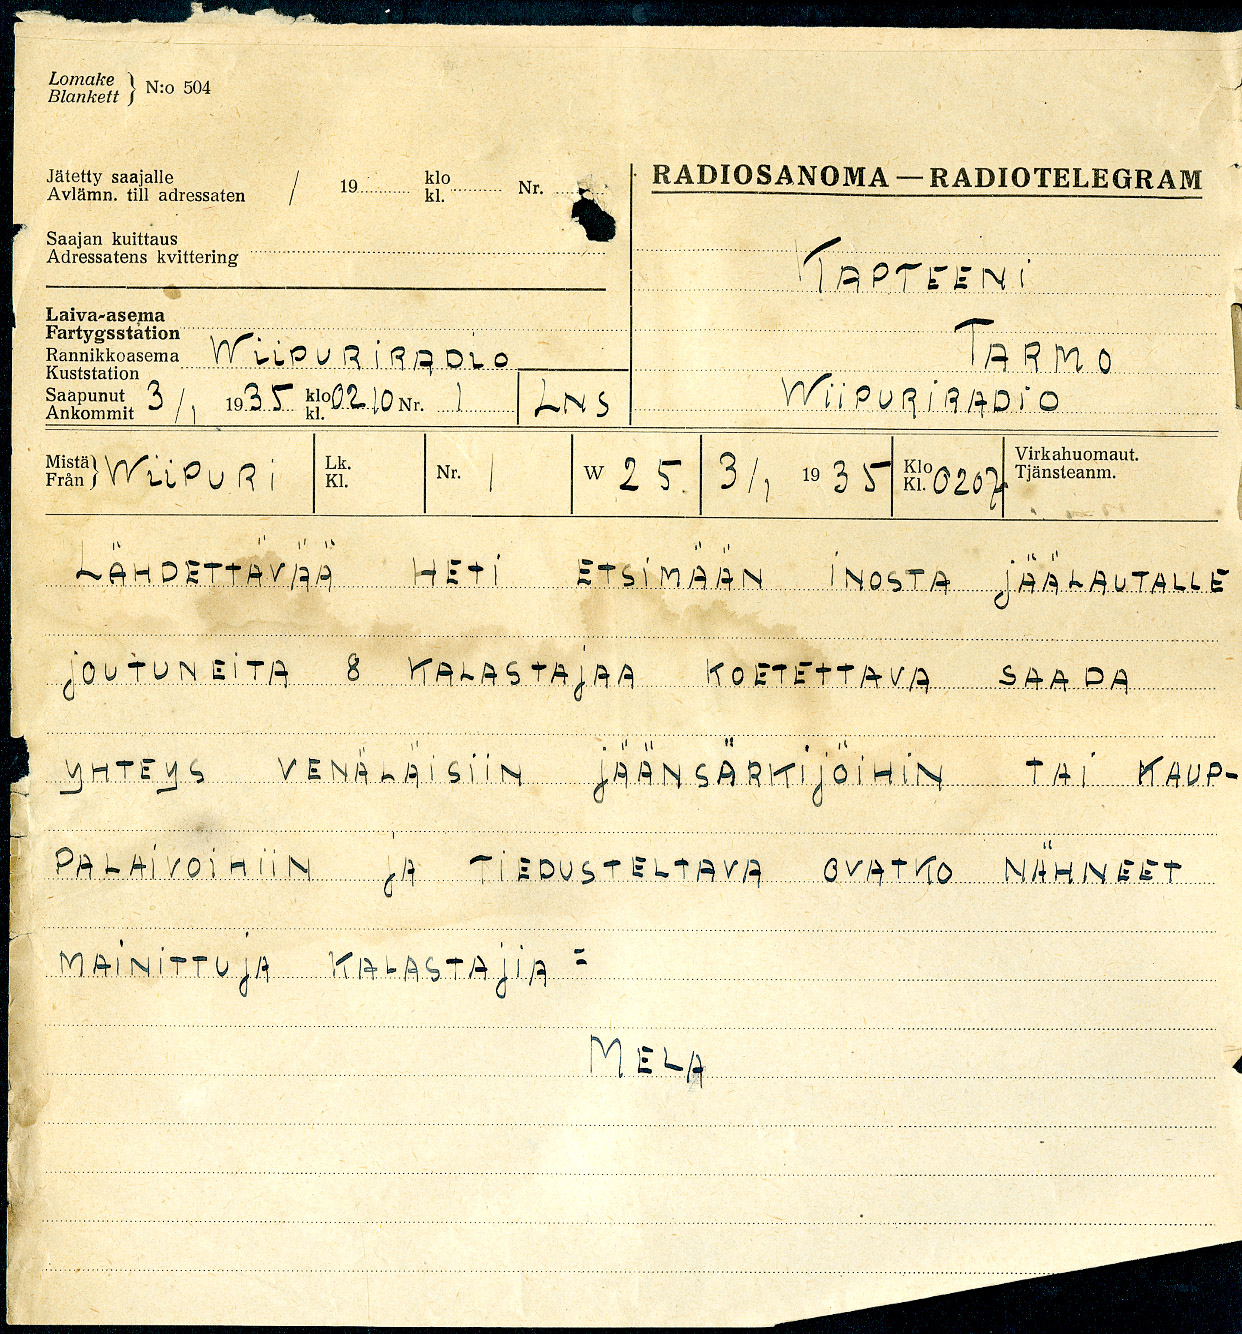 Lomake
Blankett } N:o 504
Jätetty saajalle
Avlämn. till adressaten / 19 klo kl. Nr.
Saajan kuittaus
Adressatens kvittering
RADIOSANOMA — RADIOTELEGRAM
KAPTEENI
TARMO
WIIPURIRADIO
Laiva-asema
Fartygsstation
Rannikkoasema
Kuststation WIIPURIRADIO
Saapunut
Ankommit 3/1 1935 klo kl. 0210 Nr. 1 LNS
Mistä
Från } WIIPURI Lk. Kl. Nr. 1 W 25 3/1 1935 Klo Kl. 0207 Virkahuomaut. Tjänsteanm.
LÄHDETTÄVÄÄ HETI ETSIMÄÄN INOSTA JÄÄLAUTALLE
JOUTUNEITA 8 KALASTAJAA KOETETTAVA SAADA
YHTEYS VENÄLÄISIIN JÄÄNSÄRKIJÖIHIN TAI KAUP-
PALAIVOIHIIN JA TIEDUSTELTAVA OVATKO NÄHNEET
MAINITTUJA KALASTAJIA =
MELA